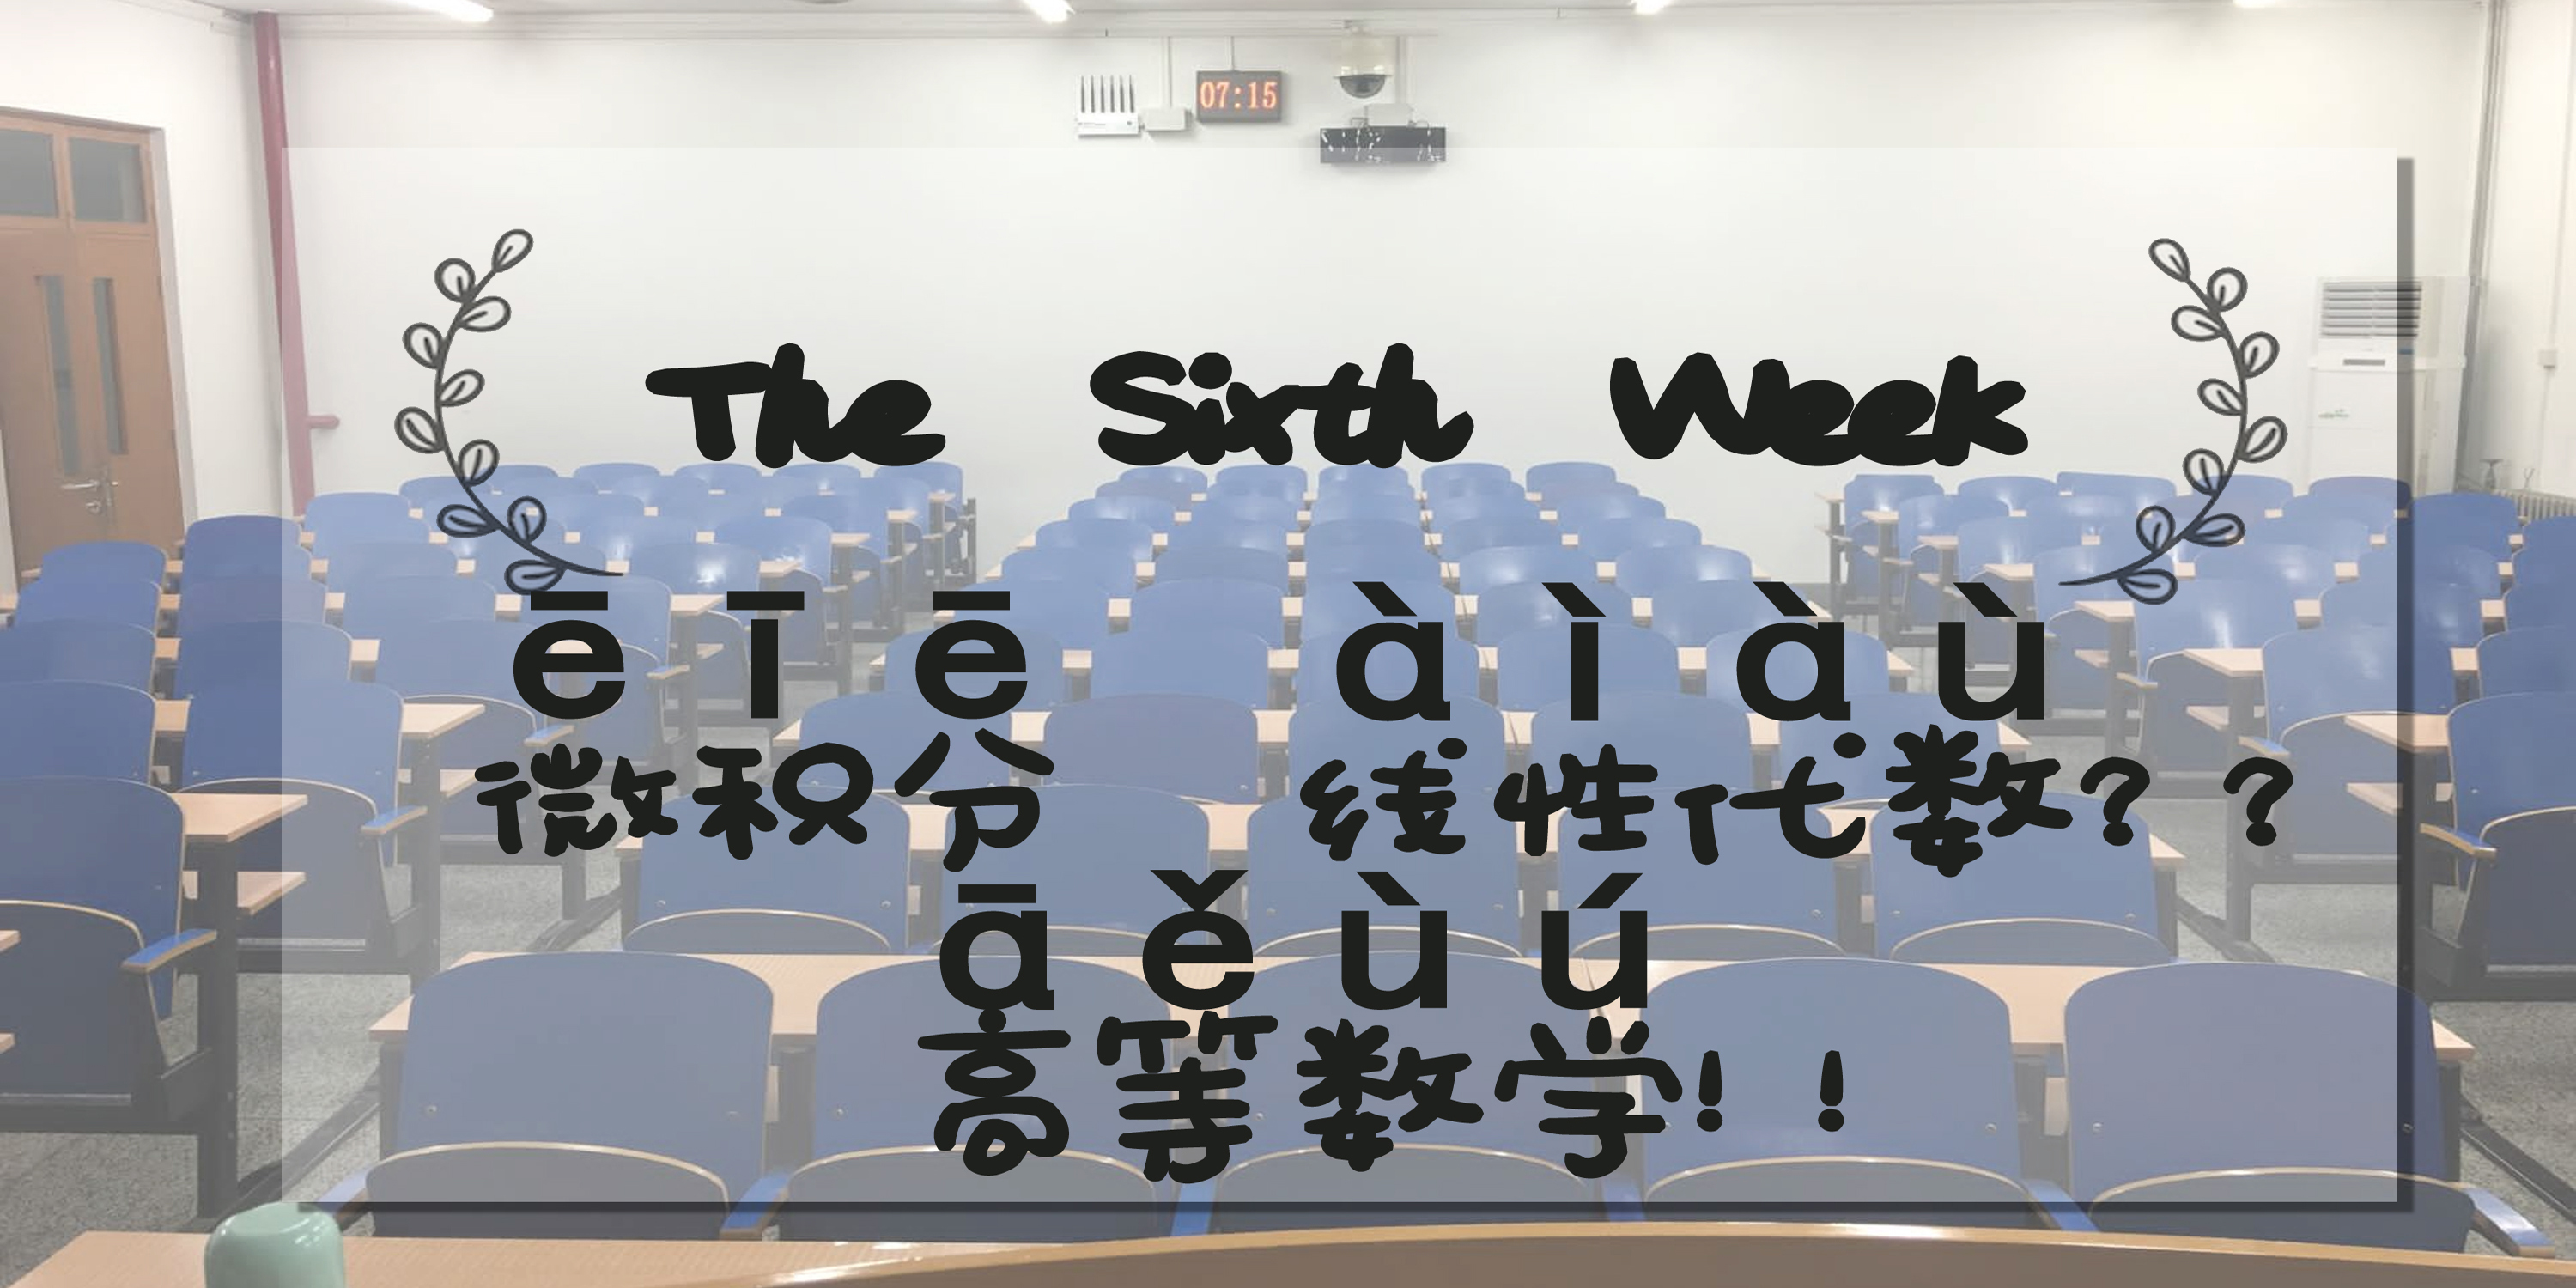 07:15
The Sixth Week
ē ī ē à ì à ù
微积分 线性代数？？
ā ě ù ú
高等数学！！